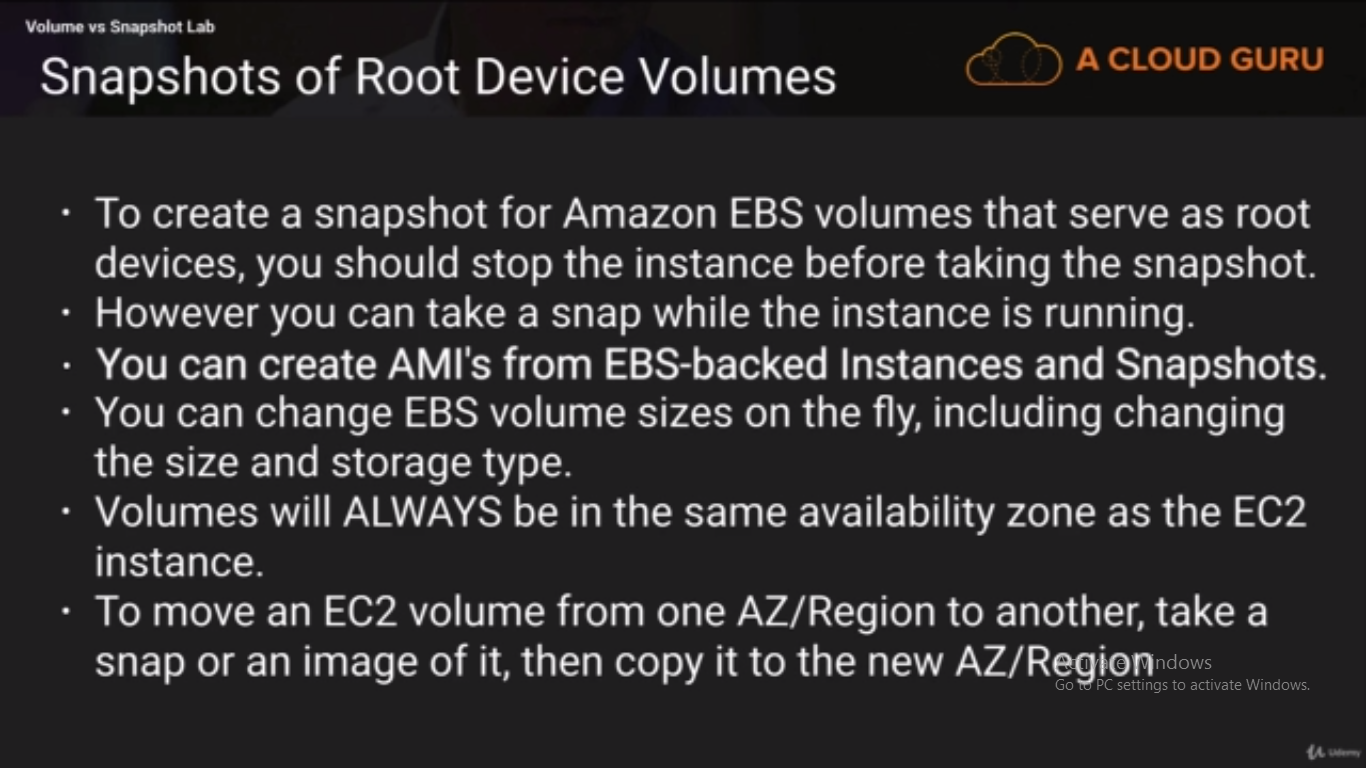 Volume vs Snapshot Lab
Snapshots of Root Device Volumes
A CLOUD GURU
· To create a snapshot for Amazon EBS volumes that serve as root
devices, you should stop the instance before taking the snapshot.
· However you can take a snap while the instance is running.
· You can create AMI's from EBS-backed Instances and Snapshots.
· You can change EBS volume sizes on the fly, including changing
the size and storage type.
· Volumes will ALWAYS be in the same availability zone as the EC2
instance.
· To move an EC2 volume from one AZ/Region to another, take a
snap or an image of it, then copy it to the new AZ/Region
Activate Windows
Go to PC settings to activate Windows.
Udemy